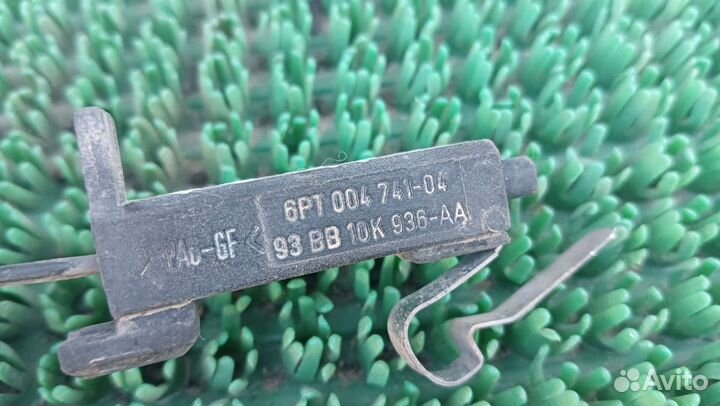 6PT 004 741-04
>PA6-GF<
93 BB 10K 936-AA
Avito